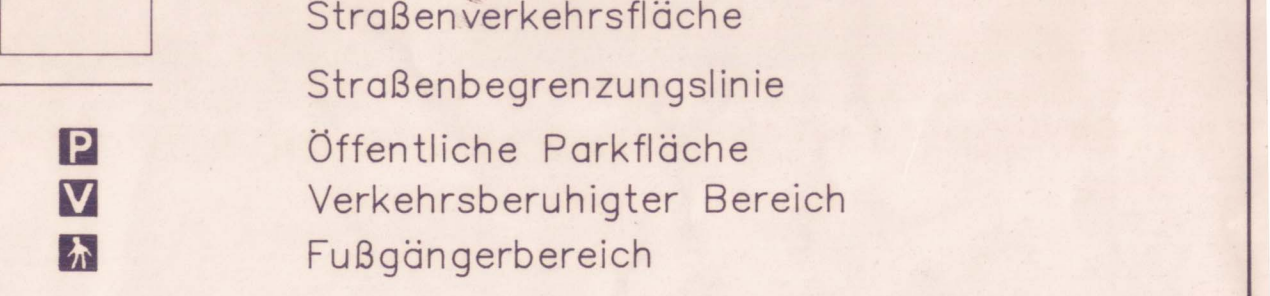 Straßenverkehrsfläche
Straßenbegrenzungslinie
P Öffentliche Parkfläche
V Verkehrsberuhigter Bereich
Fußgängerbereich